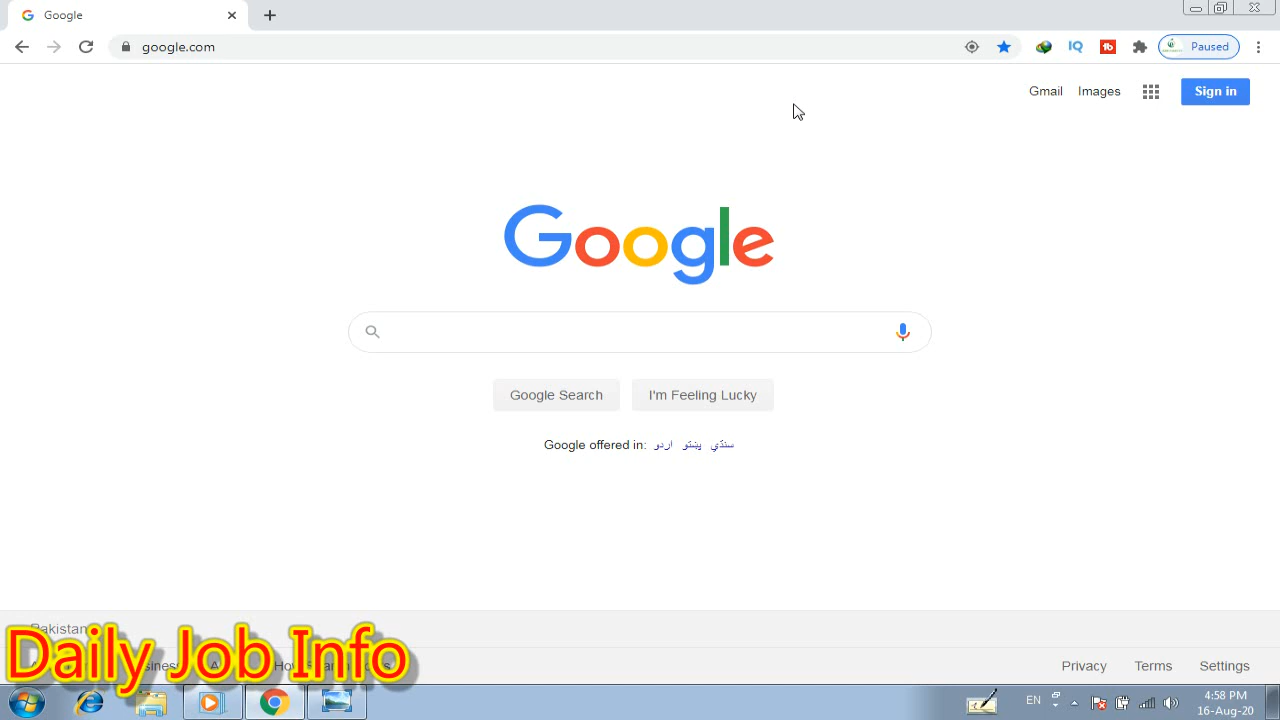 Google
google.com
IQ
Paused
Gmail Images Sign in
Google
Google Search I'm Feeling Lucky
Google offered in: اردو پښتو سنڌي
Pakistan
Daily Job Info
Privacy Terms Settings
EN
4:58 PM
16-Aug-20